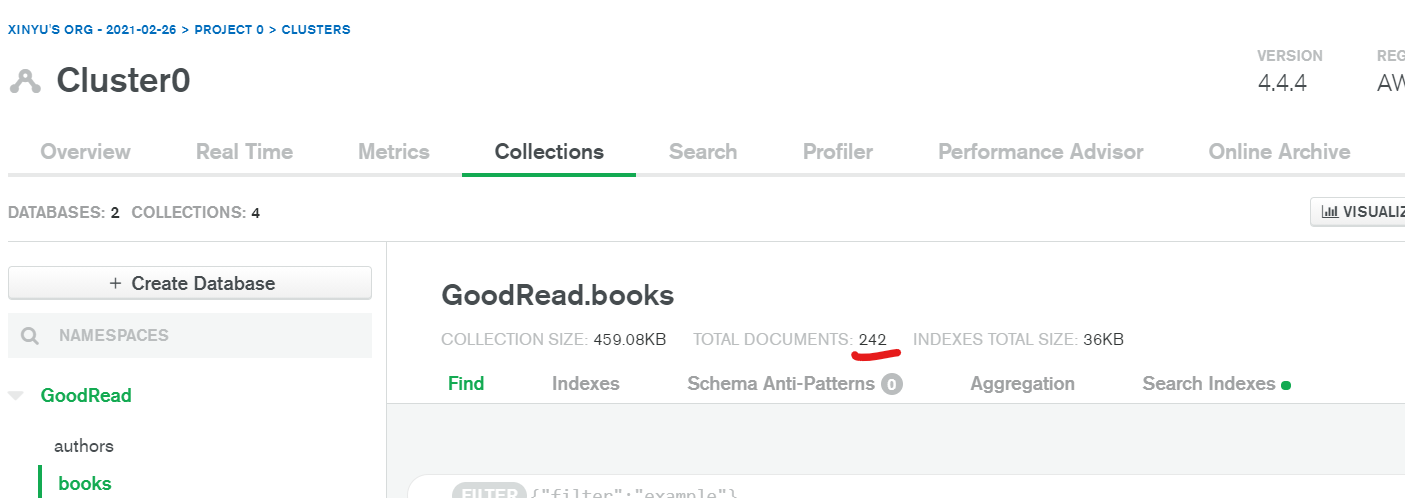 XINYU'S ORG - 2021-02-26 > PROJECT 0 > CLUSTERS
Cluster0
VERSION
4.4.4
REG
AW
Overview Real Time Metrics Collections Search Profiler Performance Advisor Online Archive
DATABASES: 2 COLLECTIONS: 4
VISUALIZ
+ Create Database
NAMESPACES
GoodRead
authors
books
GoodRead.books
COLLECTION SIZE: 459.08KB TOTAL DOCUMENTS: 242 INDEXES TOTAL SIZE: 36KB
Find Indexes Schema Anti-Patterns 0 Aggregation Search Indexes
FILTER {"filter":"example"}